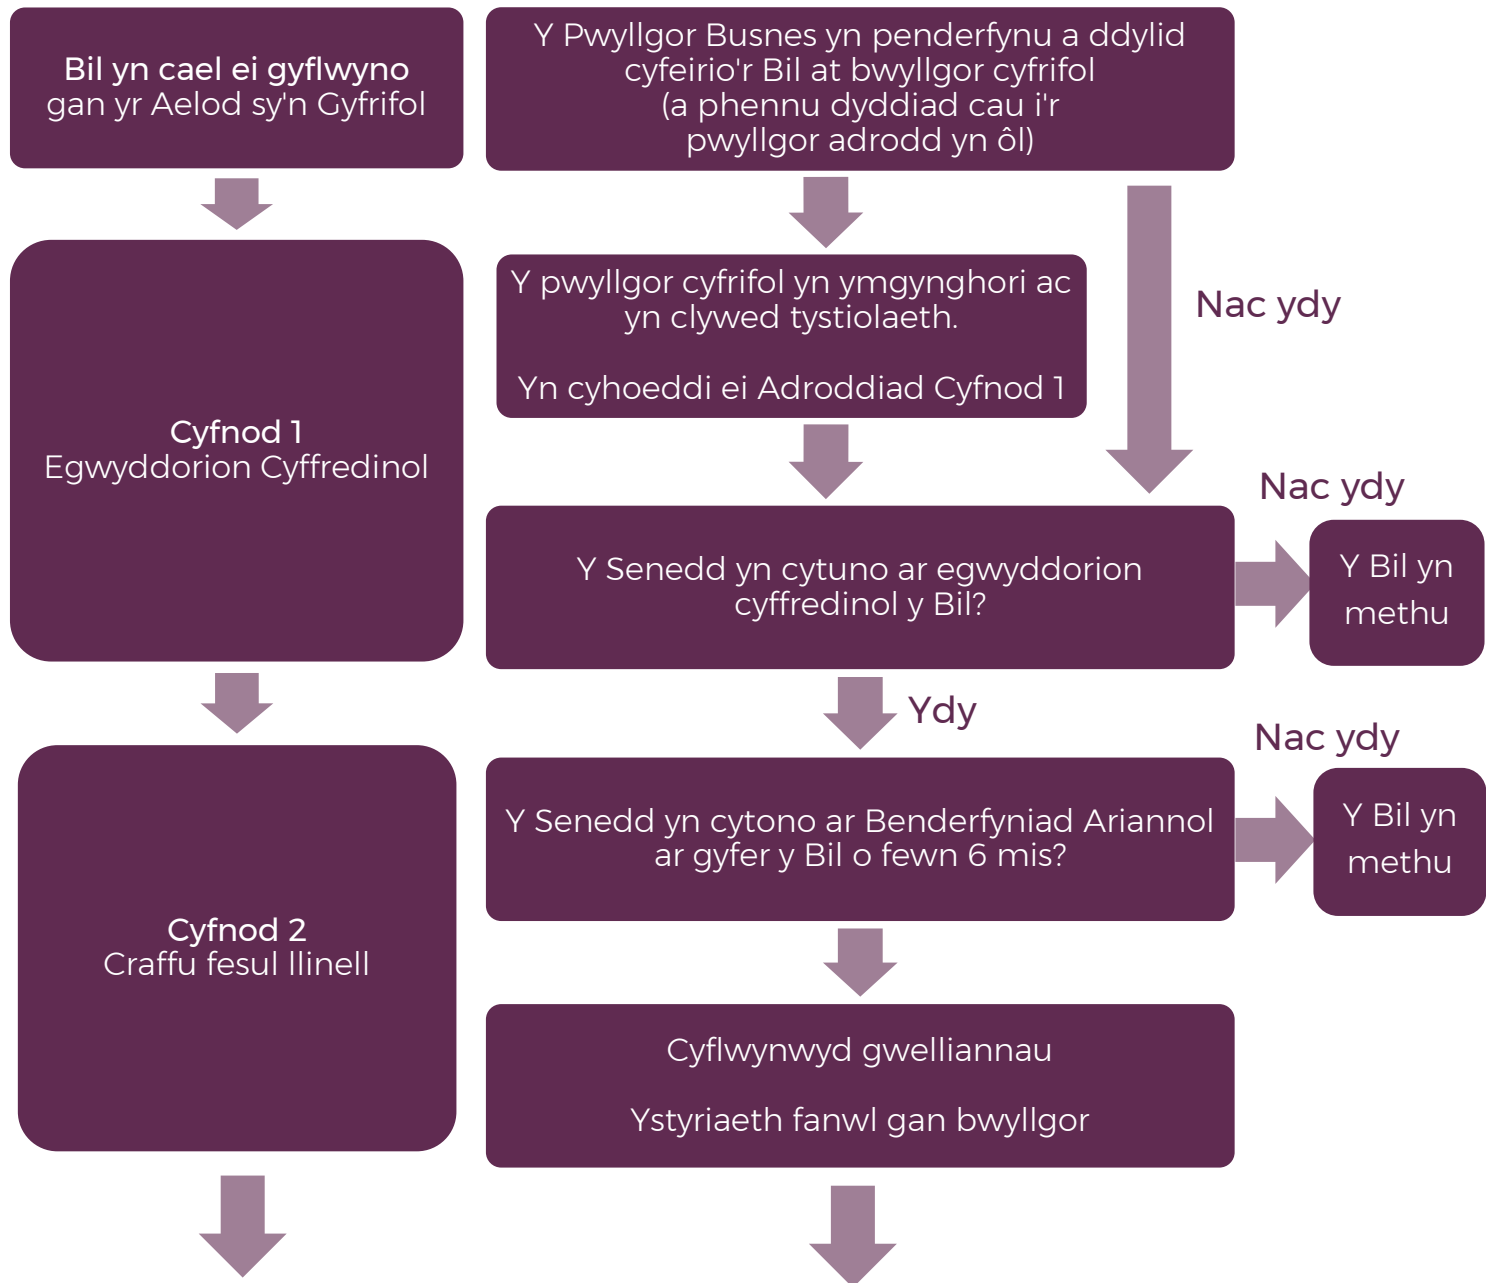 Bil yn cael ei gyflwyno
gan yr Aelod sy'n Gyfrifol
Y Pwyllgor Busnes yn penderfynu a ddylid
cyfeirio'r Bil at bwyllgor cyfrifol
(a phennu dyddiad cau i'r
pwyllgor adrodd yn ôl)
Y pwyllgor cyfrifol yn ymgynghori ac
yn clywed tystiolaeth.
Yn cyhoeddi ei Adroddiad Cyfnod 1
Nac ydy
Cyfnod 1
Egwyddorion Cyffredinol
Y Senedd yn cytuno ar egwyddorion
cyffredinol y Bil?
Nac ydy
Y Bil yn
methu
Ydy
Y Senedd yn cytono ar Benderfyniad Ariannol
ar gyfer y Bil o fewn 6 mis?
Nac ydy
Y Bil yn
methu
Cyfnod 2
Craffu fesul llinell
Cyflwynwyd gwelliannau
Ystyriaeth fanwl gan bwyllgor